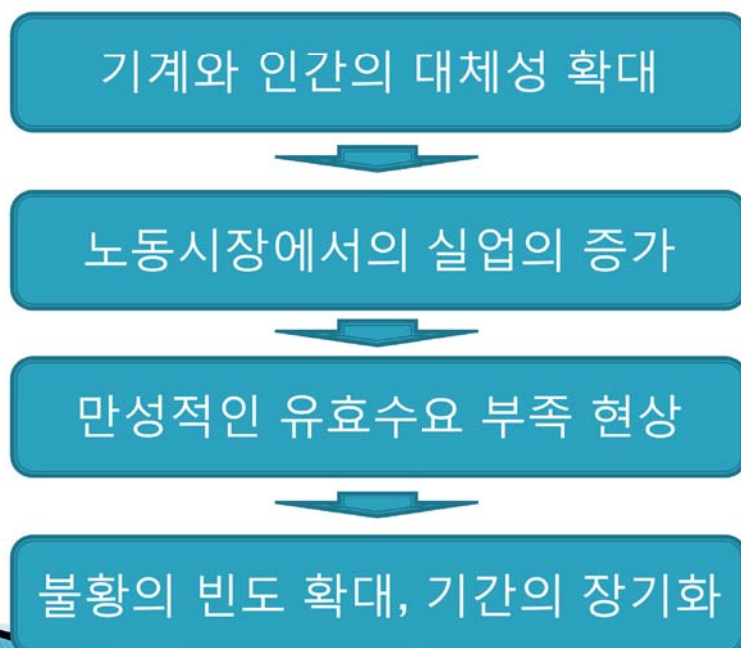 기계와 인간의 대체성 확대
노동시장에서의 실업의 증가
만성적인 유효수요 부족 현상
불황의 빈도 확대, 기간의 장기화